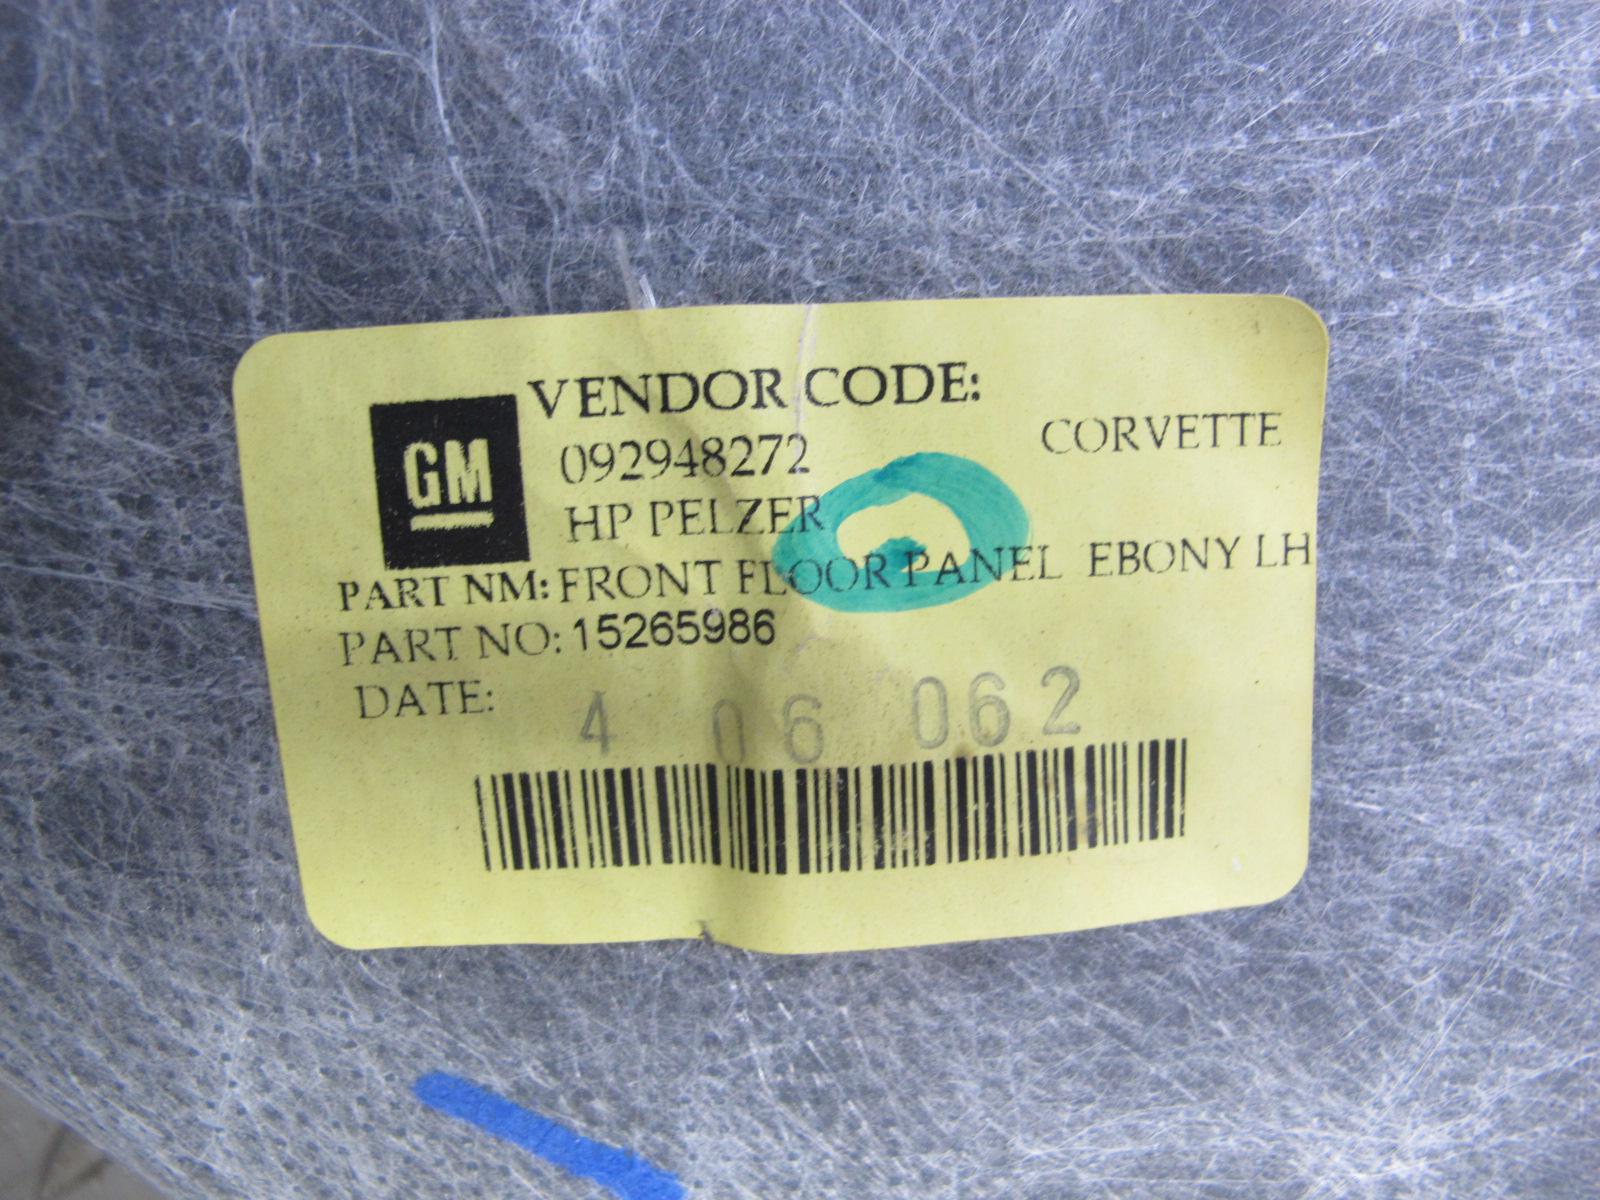 VENDOR CODE:
GM
092948272
CORVETTE
HP PELZER
PART NM: FRONT FLOOR PANEL EBONY LH
PART NO: 15265986
DATE: 4 06 062